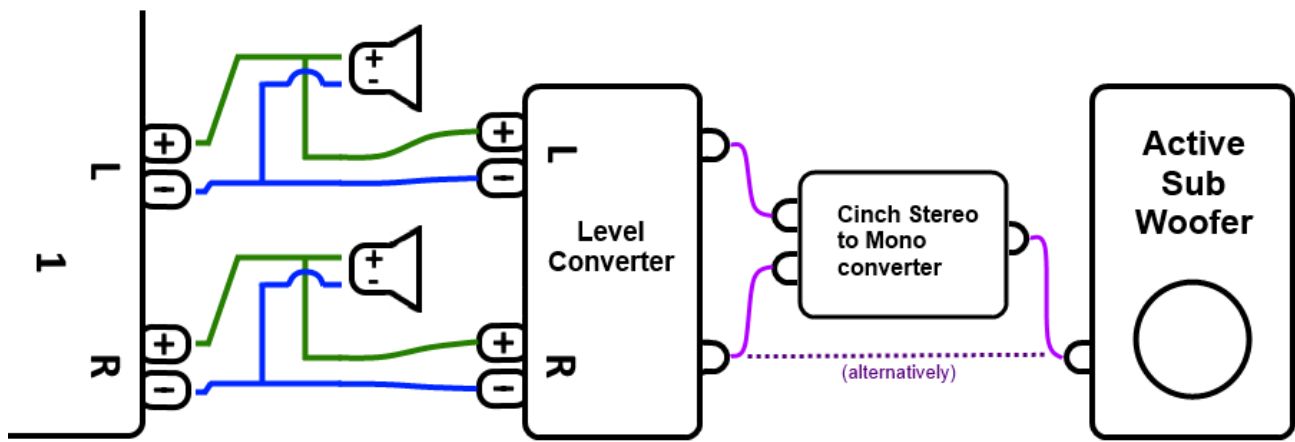 L
1
R
+
-
+
-
+
-
+
-
+
-
L
+
-
R
+
-
Level
Converter
Cinch Stereo
to Mono
converter
(alternatively)
Active
Sub
Woofer